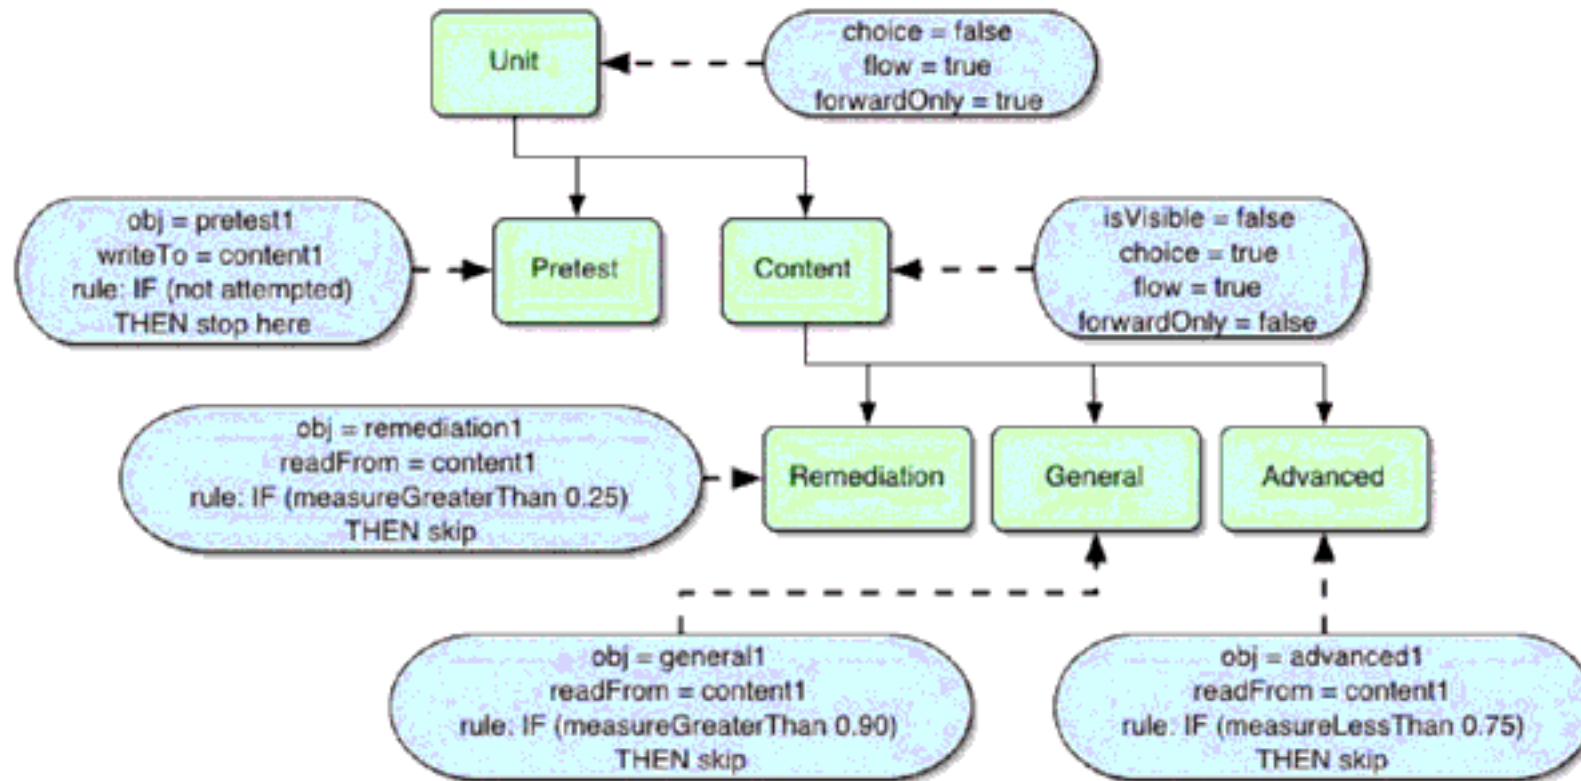 Unit
choice = false
flow = true
forwardOnly = true
obj = pretest1
writeTo = content1
rule: IF (not attempted)
THEN stop here
Pretest
Content
isVisible = false
choice = true
flow = true
forwardOnly = false
obj = remediation1
readFrom = content1
rule: IF (measureGreaterThan 0.25)
THEN skip
Remediation
General
Advanced
obj = general1
readFrom = content1
rule: IF (measureGreaterThan 0.90)
THEN skip
obj = advanced1
readFrom = content1
rule: IF (measureLessThan 0.75)
THEN skip